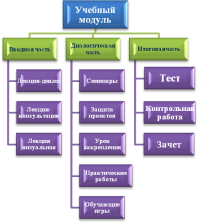 Учебный
модуль
Вводная часть
Диалогическая
часть
Итоговая часть
Лекция-диалог
Лекция-
консультация
Лекция
визуальная
Семинары
Защита
проектов
Урок
закрепления
Практические
работы
Обучающие
игры
Тест
Контрольная
работа
Зачет